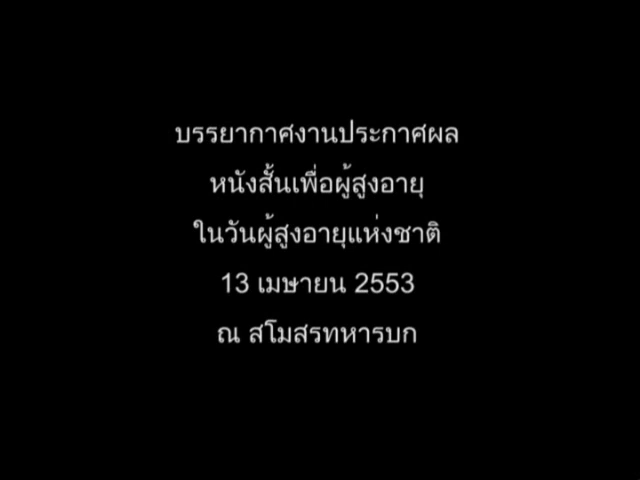 บรรยากาศงานประกาศผล
หนังสั้นเพื่อผู้สูงอายุ
ในวันผู้สูงอายุแห่งชาติ
13 เมษายน 2553
ณ สโมสรทหารบก